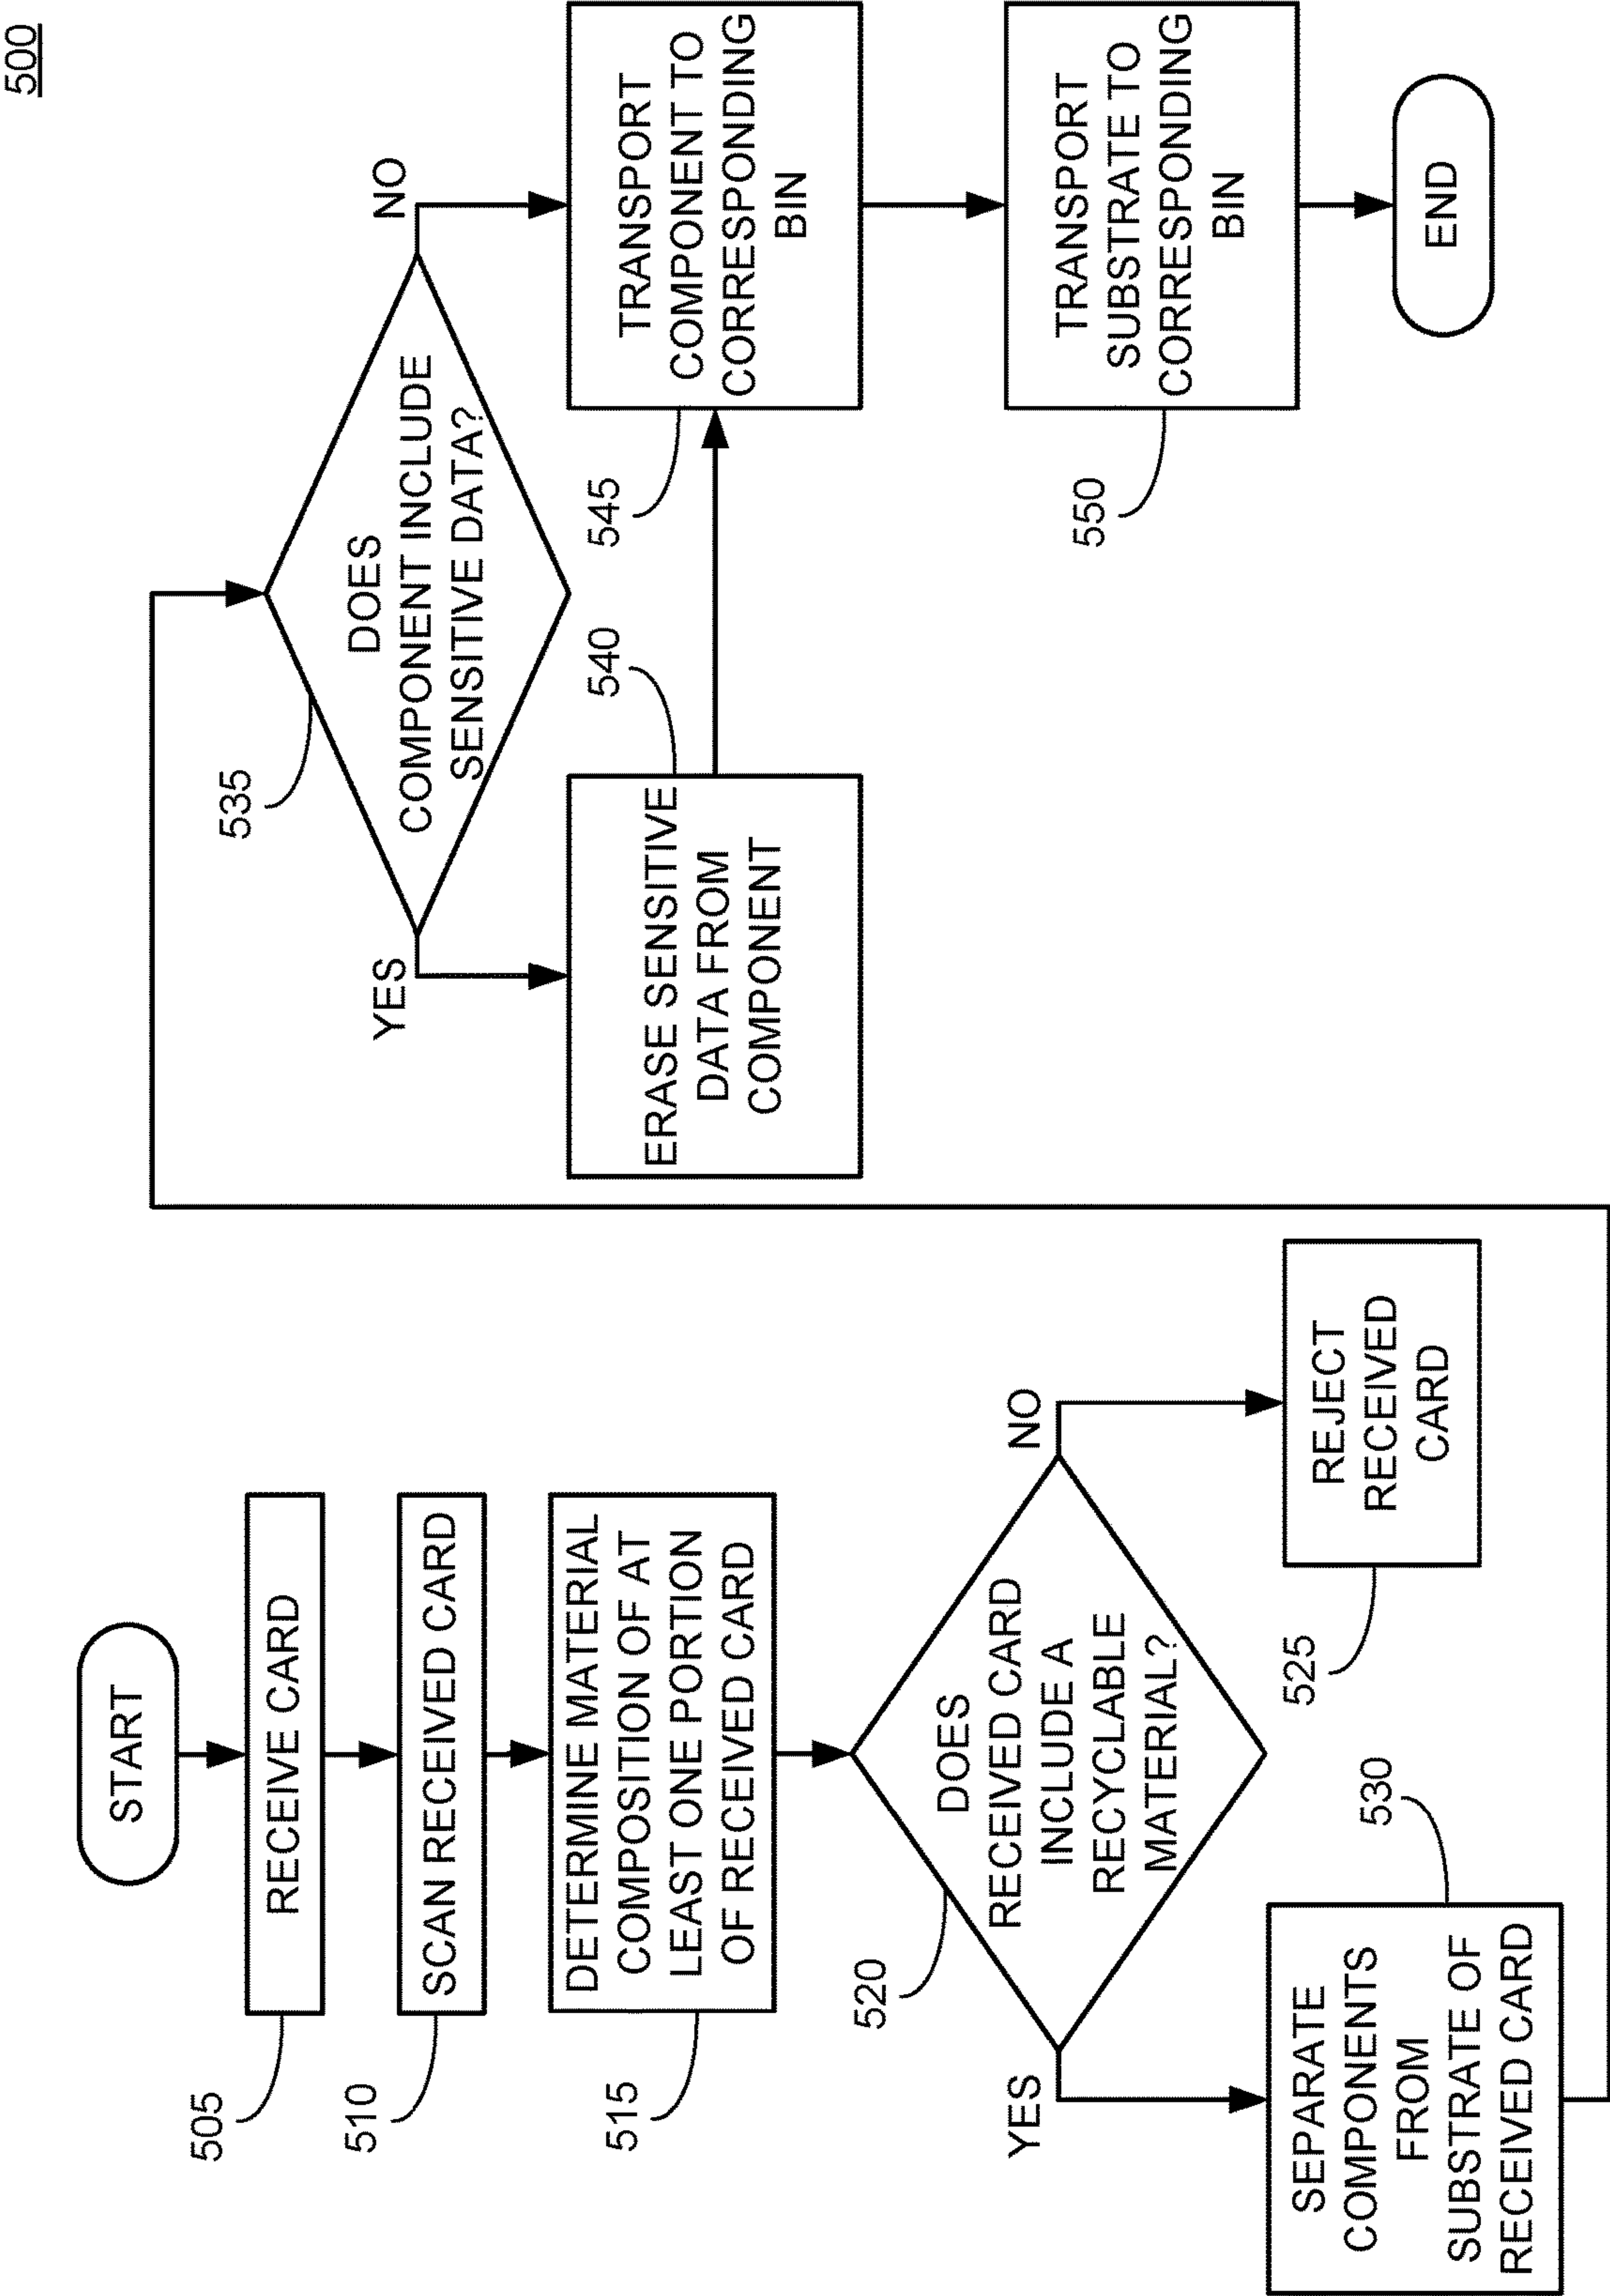 500
START
RECEIVE CARD
505
SCAN RECEIVED CARD
510
DETERMINE MATERIAL
COMPOSITION OF AT
LEAST ONE PORTION
OF RECEIVED CARD
515
DOES
RECEIVED CARD
INCLUDE A
RECYCLABLE
MATERIAL?
520
YES
NO
REJECT
RECEIVED
CARD
525
SEPARATE
COMPONENTS
FROM
SUBSTRATE OF
RECEIVED CARD
530
DOES
COMPONENT INCLUDE
SENSITIVE DATA?
535
YES
NO
ERASE SENSITIVE
DATA FROM
COMPONENT
540
TRANSPORT
COMPONENT TO
CORRESPONDING
BIN
545
TRANSPORT
SUBSTRATE TO
CORRESPONDING
BIN
550
END